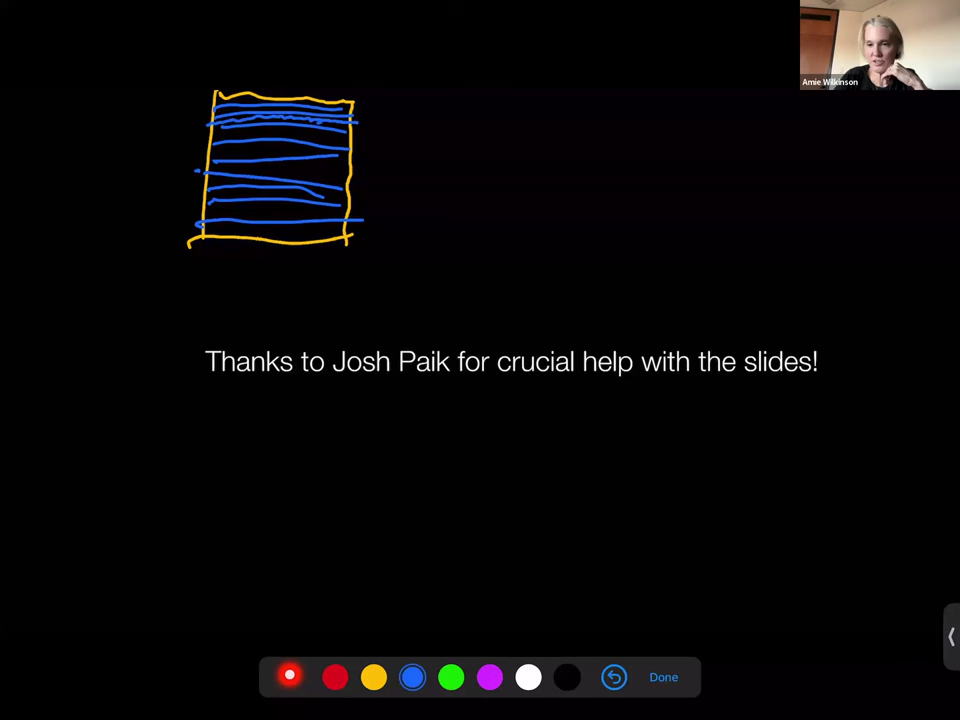 Amie Wilkinson
Thanks to Josh Paik for crucial help with the slides!
Done